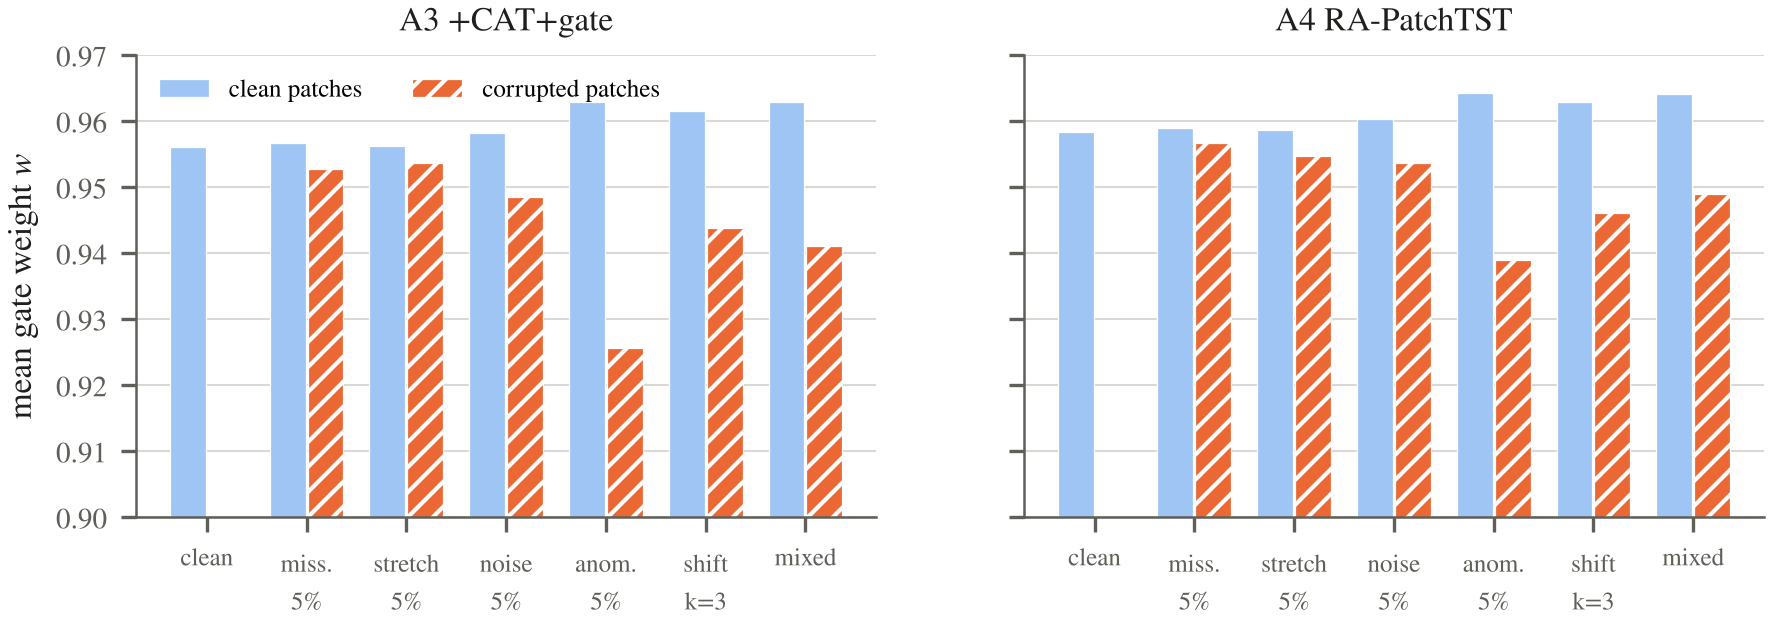 A3 +CAT+gate
A4 RA-PatchTST
mean gate weight w
0.97
0.96
0.95
0.94
0.93
0.92
0.91
0.90
clean patches
corrupted patches
clean
miss.
5%
stretch
5%
noise
5%
anom.
5%
shift
k=3
mixed
clean
miss.
5%
stretch
5%
noise
5%
anom.
5%
shift
k=3
mixed